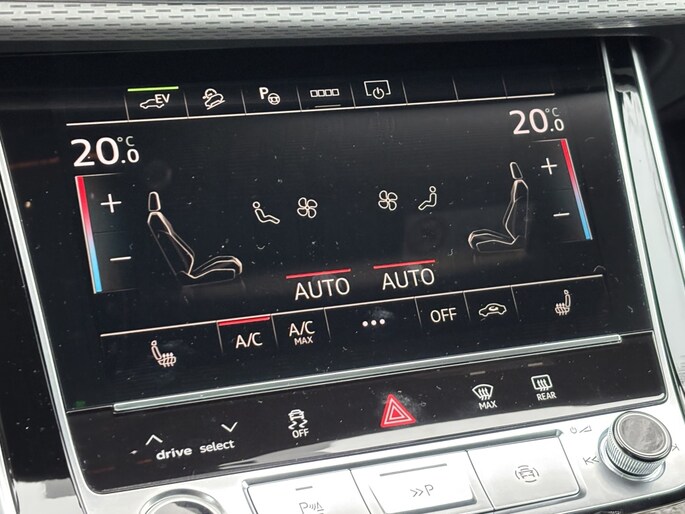 EV
P
20.0 °C
20.0 °C
+
+
−
−
AUTO
AUTO
A/C
A/C MAX
...
OFF
MAX
REAR
OFF
drive select
P
>>P